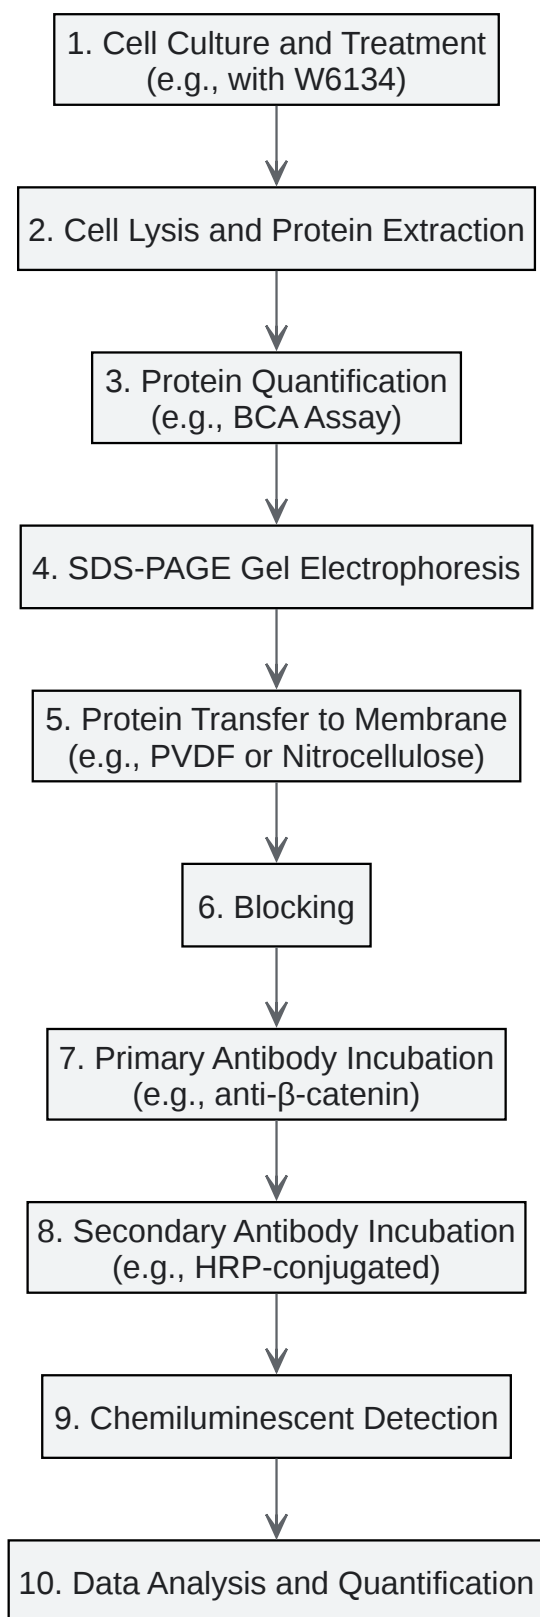 1. Cell Culture and Treatment
(e.g., with W6134)
2. Cell Lysis and Protein Extraction
3. Protein Quantification
(e.g., BCA Assay)
4. SDS-PAGE Gel Electrophoresis
5. Protein Transfer to Membrane
(e.g., PVDF or Nitrocellulose)
6. Blocking
7. Primary Antibody Incubation
(e.g., anti-β-catenin)
8. Secondary Antibody Incubation
(e.g., HRP-conjugated)
9. Chemiluminescent Detection
10. Data Analysis and Quantification